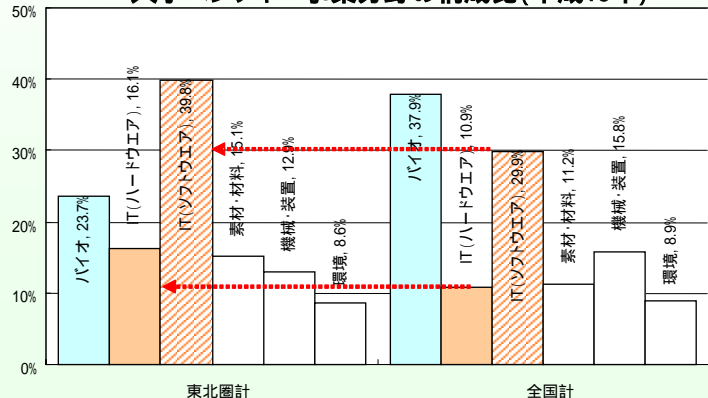 50%
40%
30%
20%
10%
0%
バイオ, 23.7%
IT(ハードウエア), 16.1%
IT(ソフトウエア), 39.8%
素材・材料, 15.1%
機械・装置, 12.9%
環境, 8.6%
バイオ, 37.9%
IT(ハードウエア), 10.9%
IT(ソフトウエア), 29.9%
素材・材料, 11.2%
機械・装置, 15.8%
環境, 8.9%
東北圏計
全国計